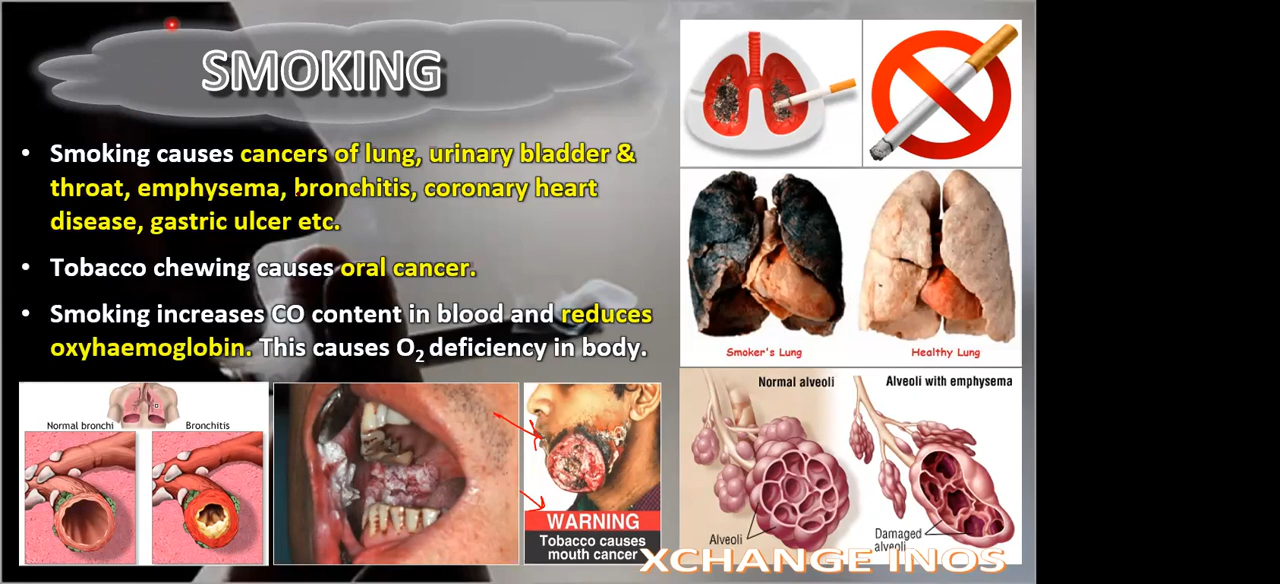 SMOKING
• Smoking causes cancers of lung, urinary bladder &
throat, emphysema, bronchitis, coronary heart
disease, gastric ulcer etc.
• Tobacco chewing causes oral cancer.
• Smoking increases CO content in blood and reduces
oxyhaemoglobin. This causes O₂ deficiency in body.
Normal bronchi
Bronchitis
WARNING
Tobacco causes
mouth cancer
Smoker's Lung
Healthy Lung
Normal alveoli
Alveoli with emphysema
Alveoli
Damaged
alveoli
XCHANGE INOS